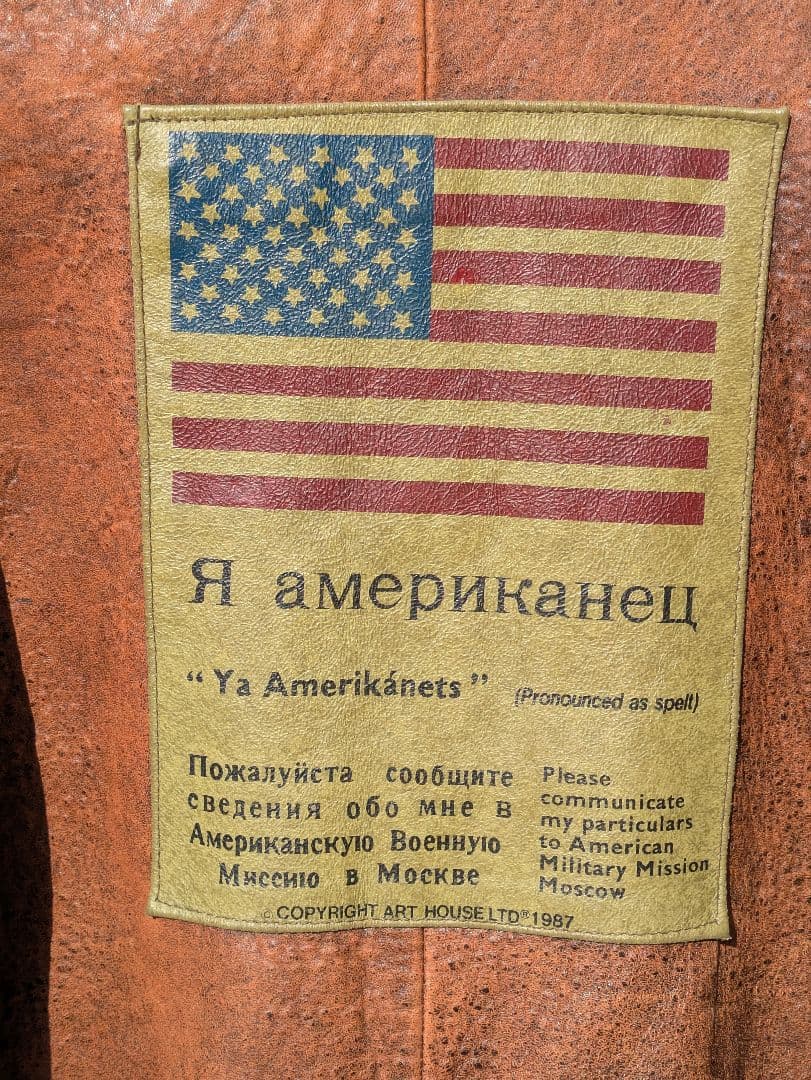 Я американец
“ Ya Amerikánets ” (Pronounced as spelt)
Пожалуйста сообщите
сведения обо мне в
Американскую Военную
Миссию в Москве
Please
communicate
my particulars
to American
Military Mission
Moscow
© COPYRIGHT ART HOUSE LTD® 1987